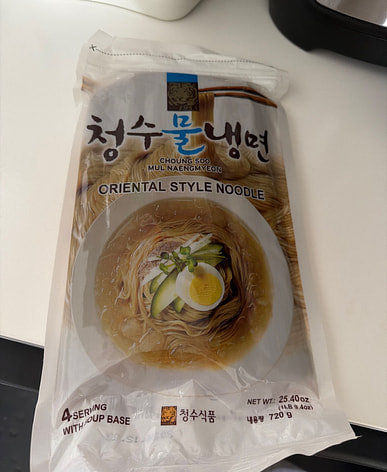 청수물냉면
CHOUNG SOO
MUL NAENGMYEON
ORIENTAL STYLE NOODLE
4 SERVING
WITH SOUP BASE
청수식품
NET WT. 25.40oz
(1LB 9.4oz)
내용량 720g